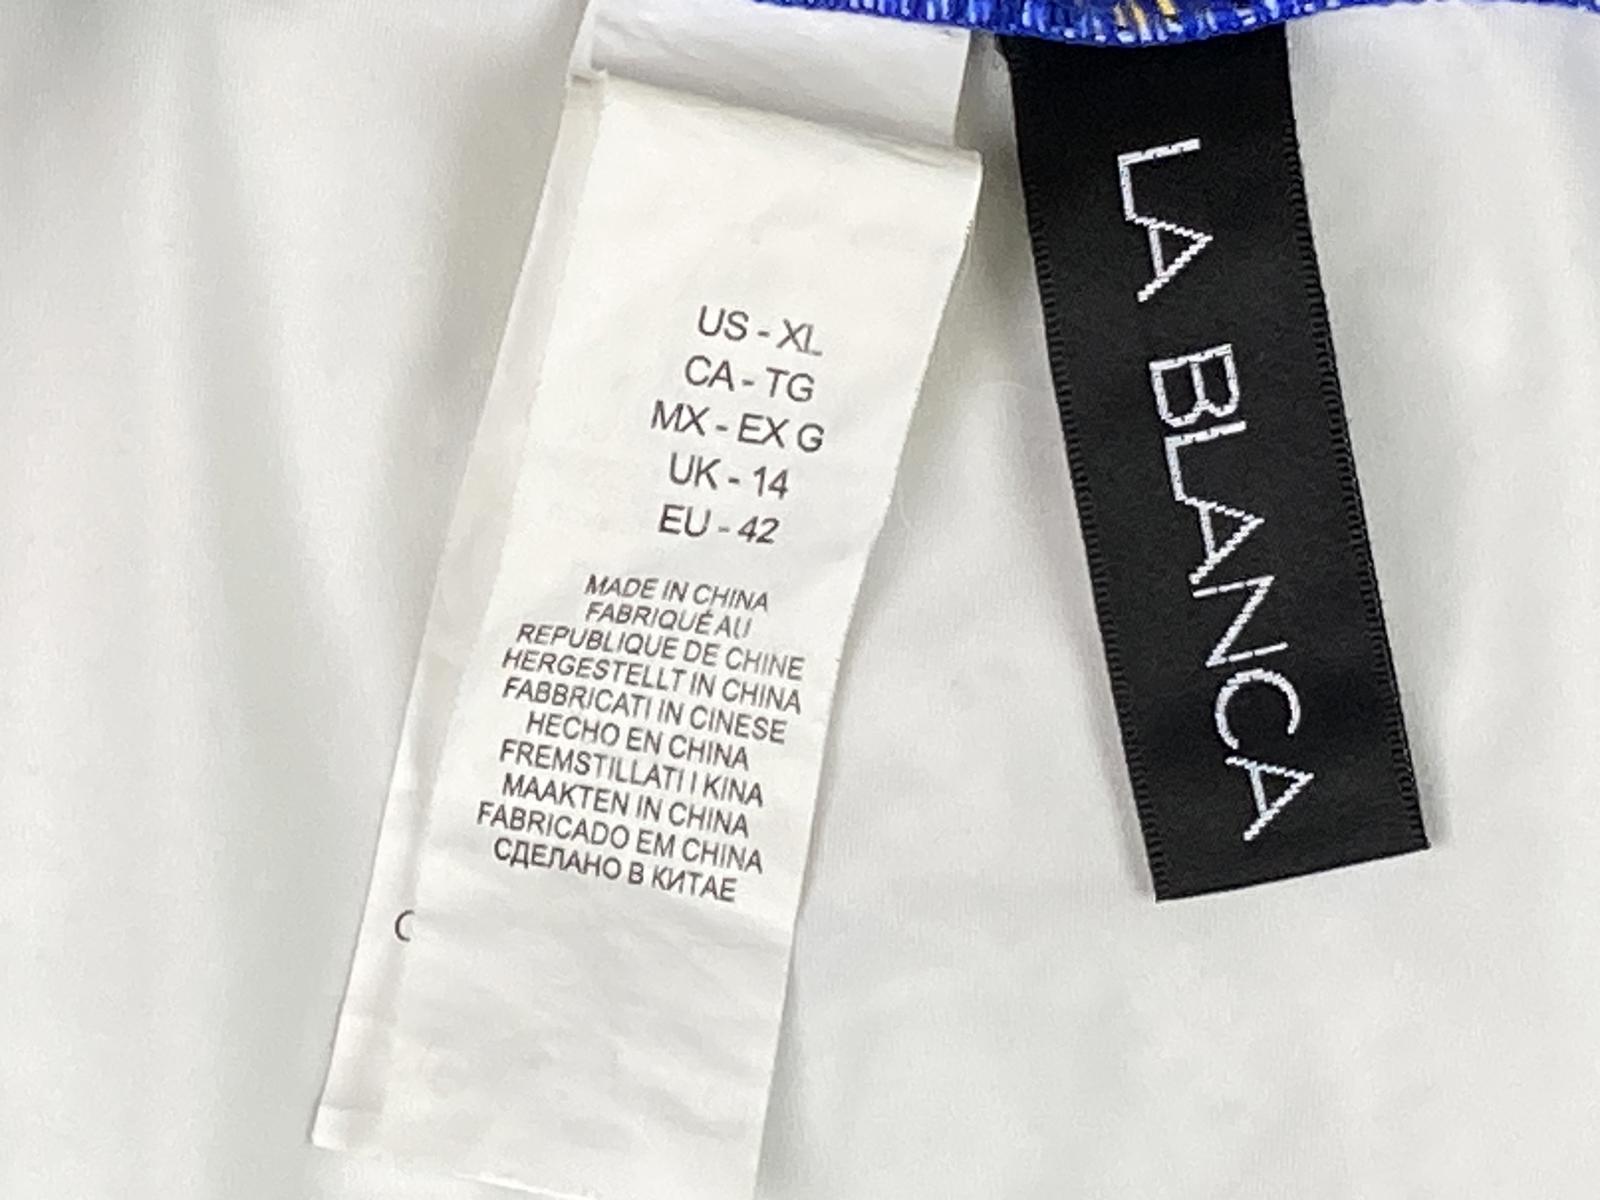 US - XL
CA - TG
MX - EX G
UK - 14
EU - 42
MADE IN CHINA
FABRIQUÉ AU
REPUBLIQUE DE CHINE
HERGESTELLT IN CHINA
FABBRICATI IN CINESE
HECHO EN CHINA
FREMSTILLATI I KINA
MAAKTEN IN CHINA
FABRICADO EM CHINA
СДЕЛАНО В КИТАЕ
LA BLANCA